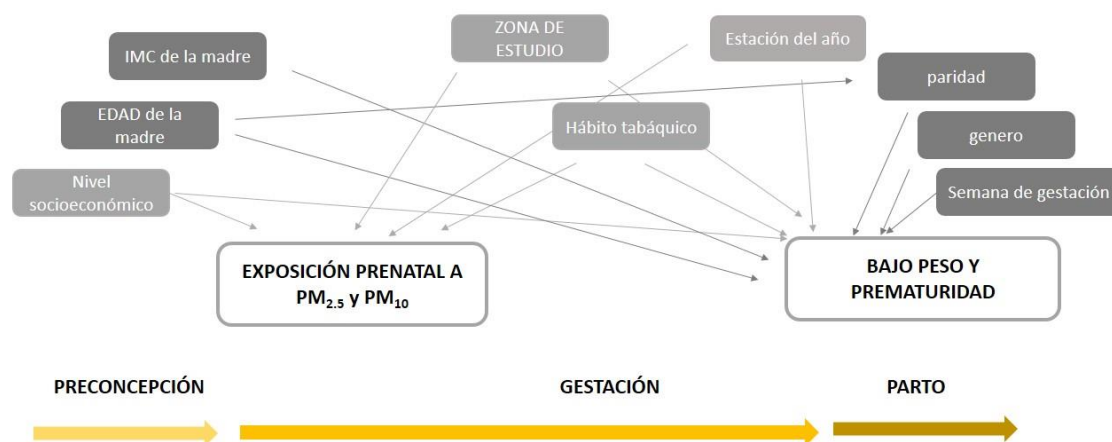 IMC de la madre
ZONA DE
ESTUDIO
Estación del año
paridad
EDAD de la
madre
Hábito tabáquico
genero
Nivel
socioeconómico
Semana de gestación
EXPOSICIÓN PRENATAL A
PM2.5 y PM10
BAJO PESO Y
PREMATURIDAD
PRECONCEPCIÓN
GESTACIÓN
PARTO